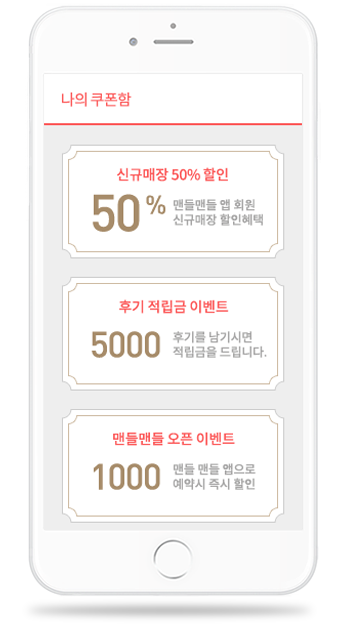 나의 쿠폰함
신규매장 50% 할인
50%
맨들맨들 앱 회원
신규매장 할인혜택
후기 적립금 이벤트
5000
후기를 남기시면
적립금을 드립니다.
맨들맨들 오픈 이벤트
1000
맨들 맨들 앱으로
예약시 즉시 할인